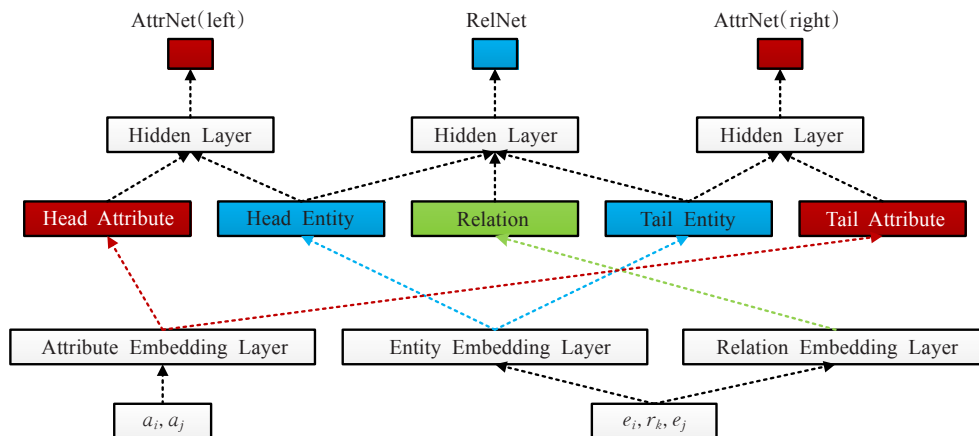 AttrNet(left) RelNet AttrNet(right)
Hidden Layer Hidden Layer Hidden Layer
Head Attribute Head Entity Relation Tail Entity Tail Attribute
Attribute Embedding Layer Entity Embedding Layer Relation Embedding Layer
a_i, a_j e_i, r_k, e_j